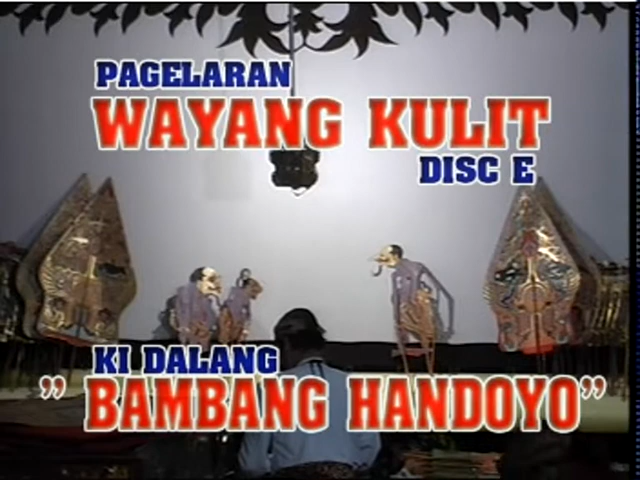 PAGELARAN
WAYANG KULIT
DISC E
KI DALANG
” BAMBANG HANDOYO”